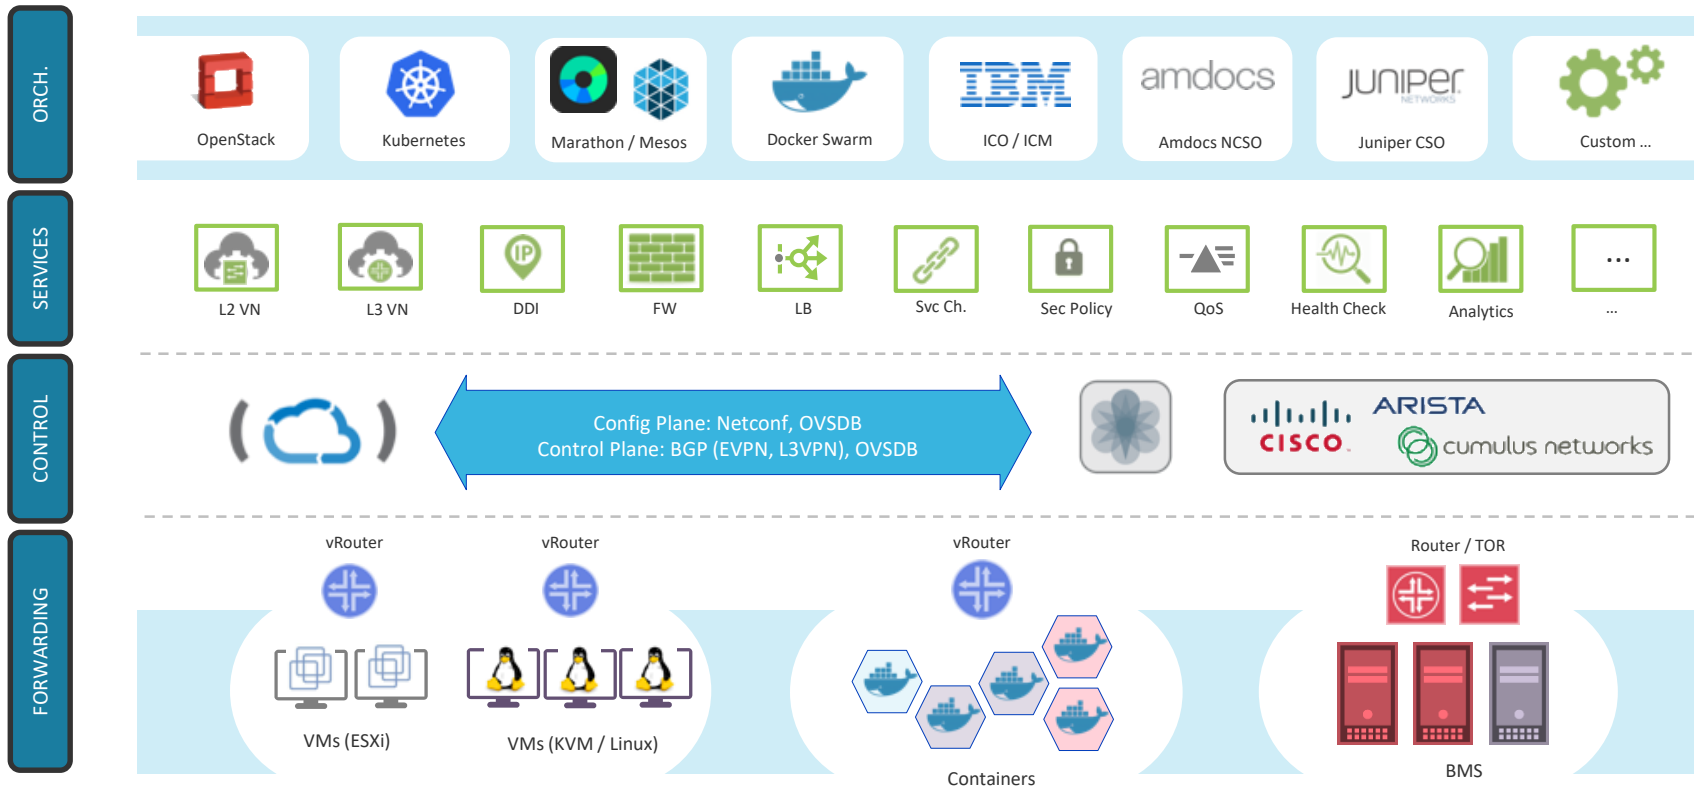 ORCH.
IBM
amdocs
JUNIPER
NETWORKS
OpenStack
Kubernetes
Marathon / Mesos
Docker Swarm
ICO / ICM
Amdocs NCSO
Juniper CSO
Custom ...
SERVICES
IP
...
L2 VN
L3 VN
DDI
FW
LB
Svc Ch.
Sec Policy
QoS
Health Check
Analytics
...
CONTROL
Config Plane: Netconf, OVSDB
Control Plane: BGP (EVPN, L3VPN), OVSDB
CISCO
ARISTA
cumulus networks
FORWARDING
vRouter
vRouter
vRouter
Router / TOR
VMs (ESXi)
VMs (KVM / Linux)
Containers
BMS